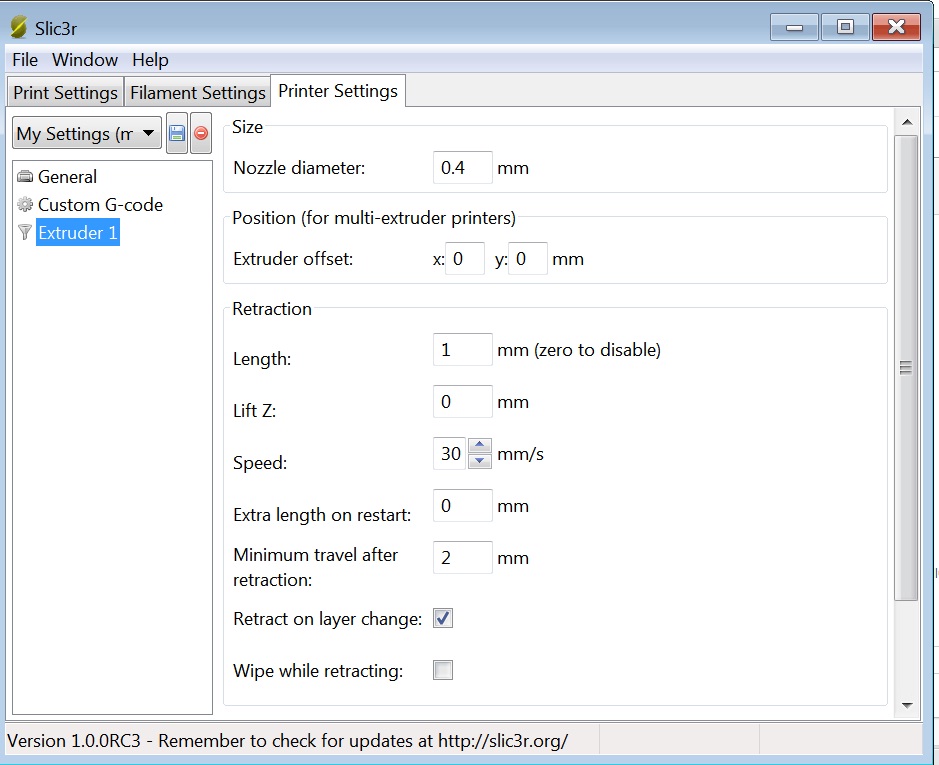 Slic3r
File Window Help
Print Settings Filament Settings Printer Settings
My Settings (m
General
Custom G-code
Extruder 1
Size
Nozzle diameter: 0.4 mm
Position (for multi-extruder printers)
Extruder offset: x: 0 y: 0 mm
Retraction
Length: 1 mm (zero to disable)
Lift Z: 0 mm
Speed: 30 mm/s
Extra length on restart: 0 mm
Minimum travel after
retraction: 2 mm
Retract on layer change:
Wipe while retracting:
Version 1.0.0RC3 - Remember to check for updates at http://slic3r.org/